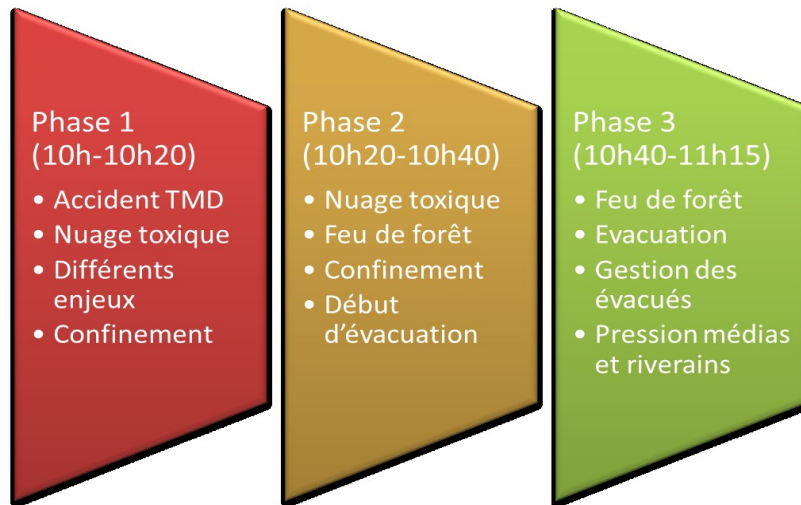 Phase 1
(10h-10h20)
• Accident TMD
• Nuage toxique
• Différents
enjeux
• Confinement
Phase 2
(10h20-10h40)
• Nuage toxique
• Feu de forêt
• Confinement
• Début
d'évacuation
Phase 3
(10h40-11h15)
• Feu de forêt
• Evacuation
• Gestion des
évacués
• Pression médias
et riverains